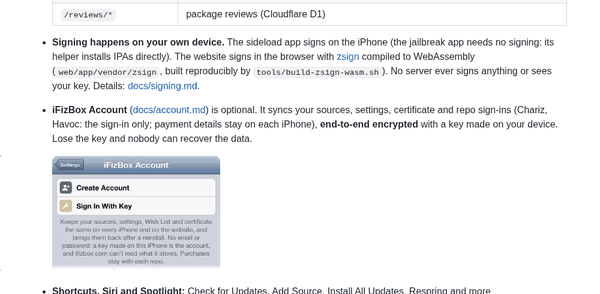 /reviews/* package reviews (Cloudflare D1)
• Signing happens on your own device. The sideload app signs on the iPhone (the jailbreak app needs no signing: its
helper installs IPAs directly). The website signs in the browser with zsign compiled to WebAssembly
( web/app/vendor/zsign , built reproducibly by tools/build-zsign-wasm.sh ). No server ever signs anything or sees
your key. Details: docs/signing.md.
• iFizBox Account (docs/account.md) is optional. It syncs your sources, settings, certificate and repo sign-ins (Chariz,
Havoc: the sign-in only; payment details stay on each iPhone), end-to-end encrypted with a key made on your device.
Lose the key and nobody can recover the data.
Settings iFizBox Account
Create Account
Sign In With Key
Keeps your sources, settings, Wish List and certificate
the same on every iPhone and on the website, and
brings them back after a reinstall. No email or
password: a key made on this iPhone is the account,
and ifizbox.com can't read what it stores. Purchases
stay with each repo.
• Shortcuts, Siri and Spotlight: Check for Updates, Add Source, Install All Updates, Respring and more